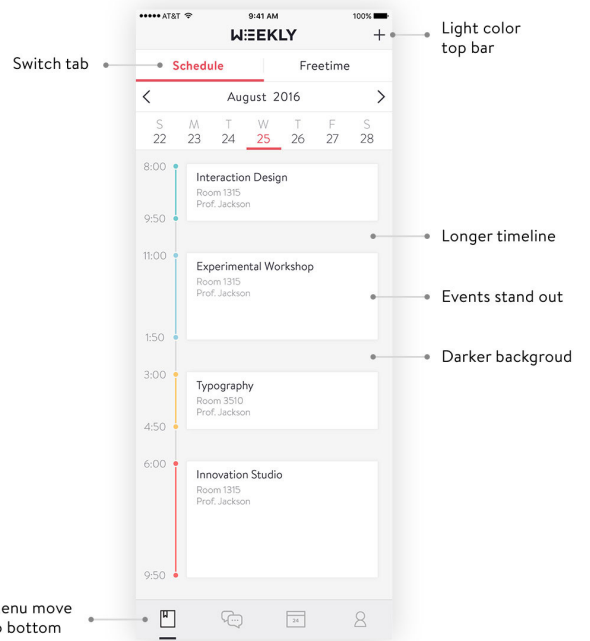 AT&T 9:41 AM 100%
WEEKLY +
Light color
top bar
Switch tab
Schedule Freetime
< August 2016 >
S M T W T F S
22 23 24 25 26 27 28
8:00
Interaction Design
Room 1315
Prof. Jackson
9:50
Longer timeline
11:00
Experimental Workshop
Room 1315
Prof. Jackson
Events stand out
1:50
Darker backgroud
3:00
Typography
Room 3510
Prof. Jackson
4:50
6:00
Innovation Studio
Room 1315
Prof. Jackson
9:50
enu move
o bottom
24